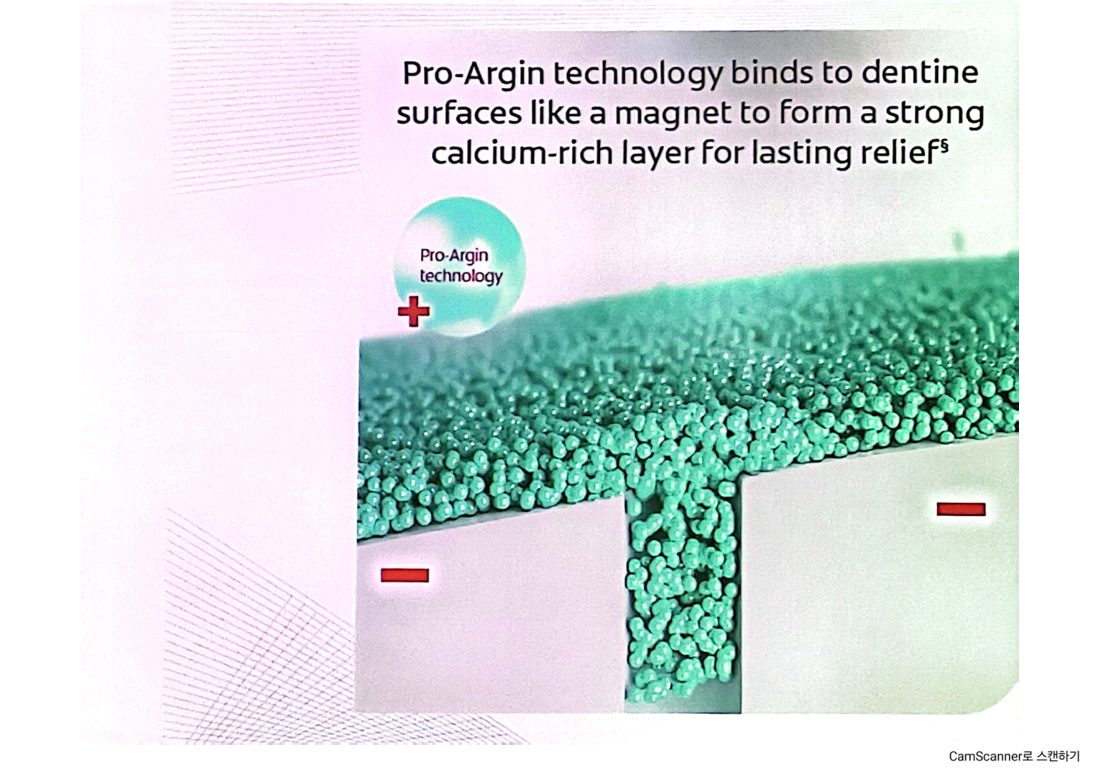 Pro-Argin technology binds to dentine
surfaces like a magnet to form a strong
calcium-rich layer for lasting relief§
Pro-Argin
technology
CamScanner로 스캔하기